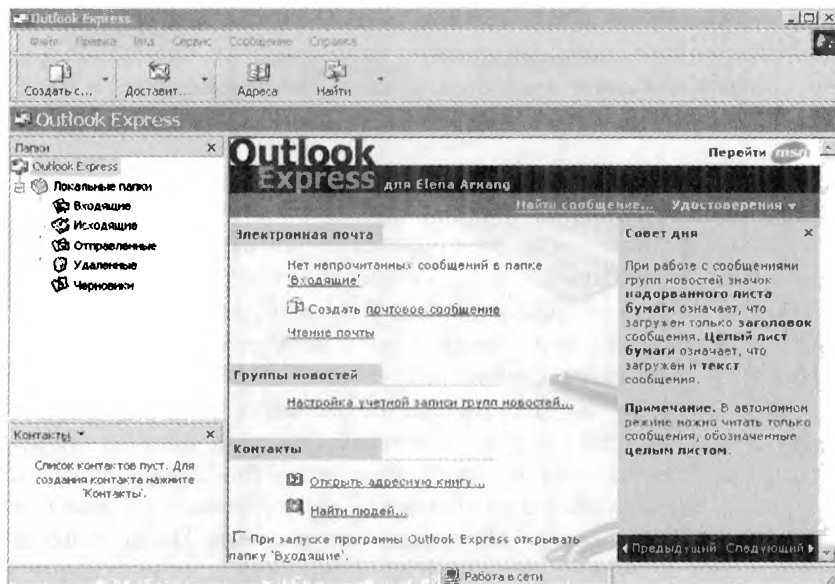 Outlook Express
Файл Правка Вид Сервис Сообщение Справка
Создать с... Доставит... Адреса Найти
Outlook Express
Папки ×
Outlook Express
Локальные папки
Входящие
Исходящие
Отправленные
Удаленные
Черновики
Контакты ×
Список контактов пуст. Для
создания контакта нажмите
'Контакты'.
Outlook
Express для Elena Arxang
Перейти msn
Найти сообщение... Удостоверения
Электронная почта
Нет непрочитанных сообщений в папке
'Входящие'
Создать почтовое сообщение
Чтение почты
Группы новостей
Настройка учетной записи групп новостей...
Контакты
Открыть адресную книгу...
Найти людей...
При запуске программы Outlook Express открывать
папку 'Входящие'.
Совет дня ×
При работе с сообщениями
групп новостей значок
надорванного листа
бумаги означает, что
загружен только заголовок
сообщения. Целый лист
бумаги означает, что
загружен и текст
сообщения.
Примечание. В автономном
режиме можно читать только
сообщения, обозначенные
целым листом.
Предыдущий Следующий
Работа в сети